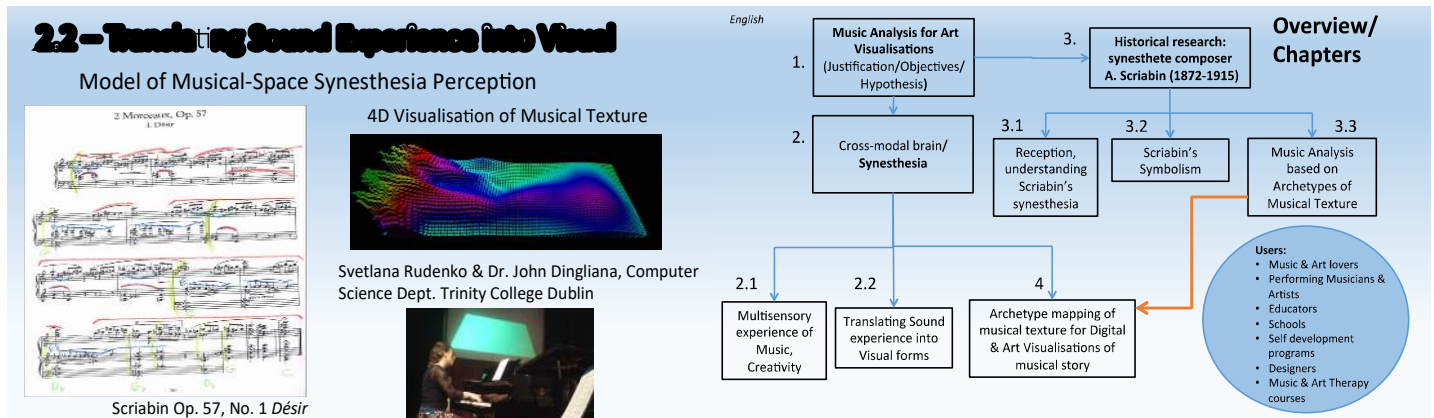 2.2 – Translating Sound Experience into Visual
Model of Musical-Space Synesthesia Perception
2 Morceaux, Op. 57
I. Désir
4D Visualisation of Musical Texture
Svetlana Rudenko & Dr. John Dingliana, Computer
Science Dept. Trinity College Dublin
Scriabin Op. 57, No. 1 Désir
English
Overview/
Chapters
1.
Music Analysis for Art
Visualisations
(Justification/Objectives/
Hypothesis)
3.
Historical research:
synesthete composer
A. Scriabin (1872-1915)
2.
Cross-modal brain/
Synesthesia
3.1
Reception,
understanding
Scriabin's
synesthesia
3.2
Scriabin's
Symbolism
3.3
Music Analysis
based on
Archetypes of
Musical Texture
2.1
Multisensory
experience of
Music,
Creativity
2.2
Translating Sound
experience into
Visual forms
4
Archetype mapping of
musical texture for Digital
& Art Visualisations of
musical story
Users:
• Music & Art lovers
• Performing Musicians &
Artists
• Educators
• Schools
• Self development
programs
• Designers
• Music & Art Therapy
courses